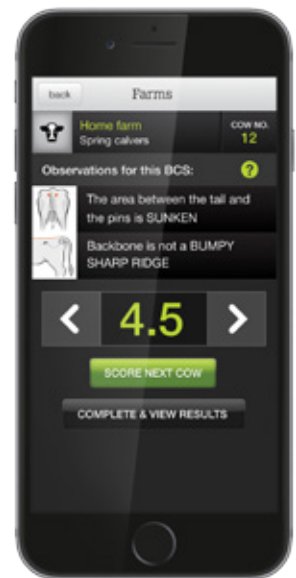 back
Farms
Home farm
Spring calvers
COW NO.
12
Observations for this BCS:
?
The area between the tail and
the pins is SUNKEN
Backbone is not a BUMPY
SHARP RIDGE
4.5
SCORE NEXT COW
COMPLETE & VIEW RESULTS